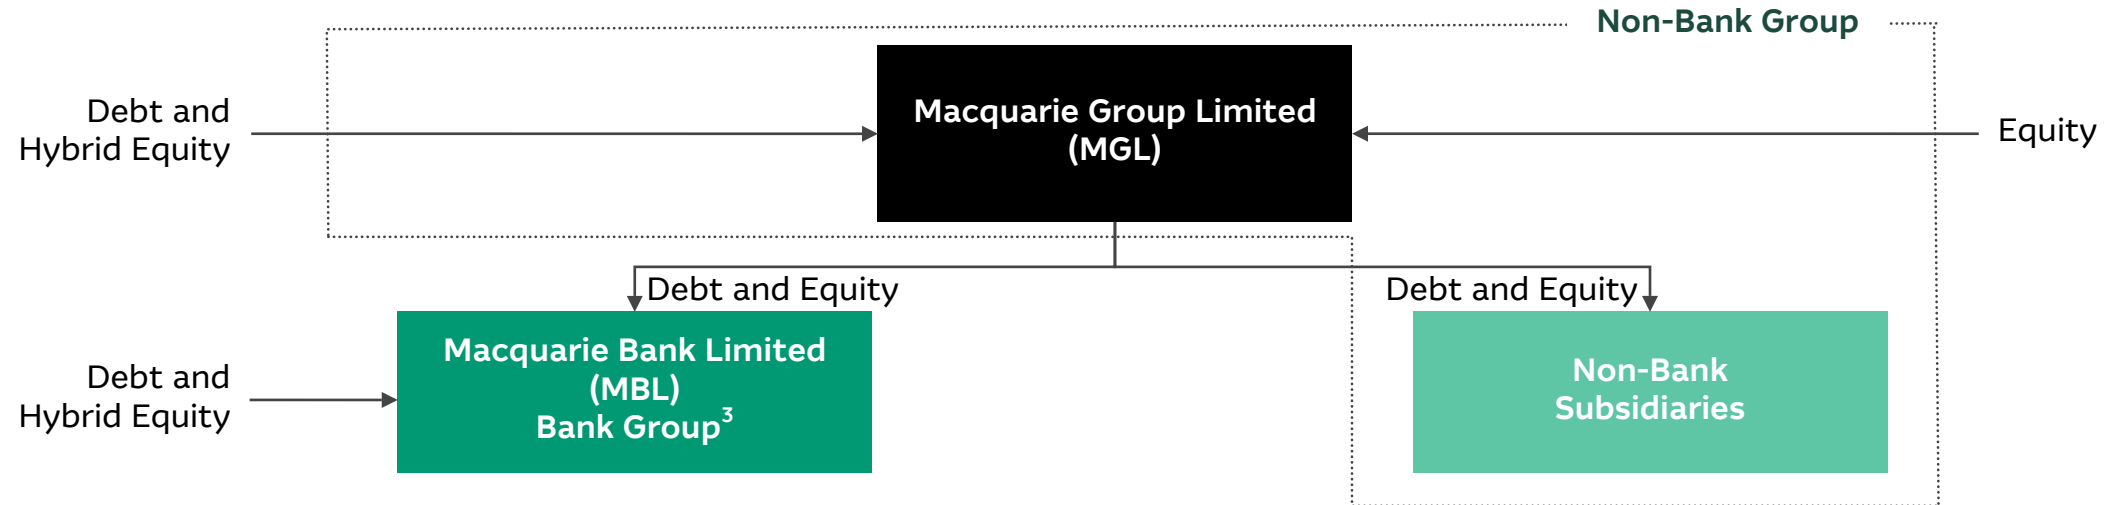 Non-Bank Group
Debt and
Hybrid Equity
Macquarie Group Limited
(MGL)
Equity
Debt and Equity
Debt and Equity
Debt and
Hybrid Equity
Macquarie Bank Limited
(MBL)
Bank Group³
Non-Bank
Subsidiaries